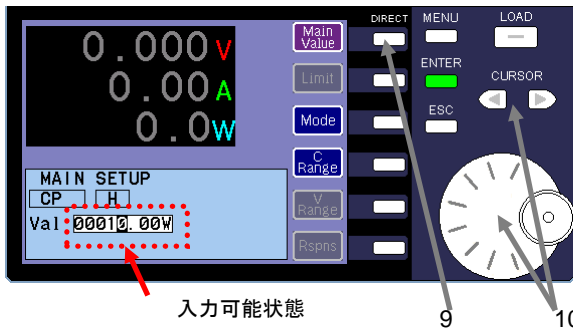 DIRECT MENU LOAD
0.000V
Main Value
0.00A
Limit
ENTER
CURSOR
0.0W
Mode
ESC
C Range
MAIN SETUP
CP H
V Range
Val 00010.00W
Rspns
入力可能状態
9
10